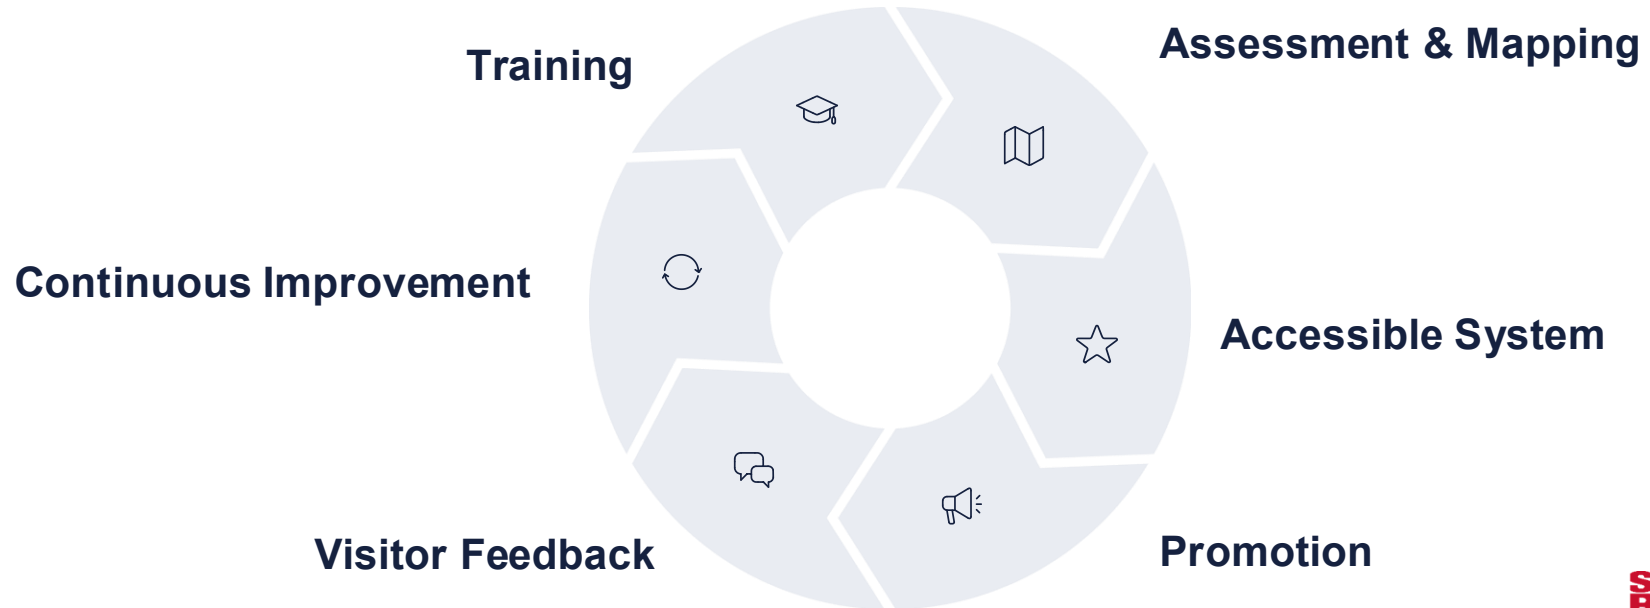 Training
Assessment & Mapping
Continuous Improvement
Accessible System
Visitor Feedback
Promotion